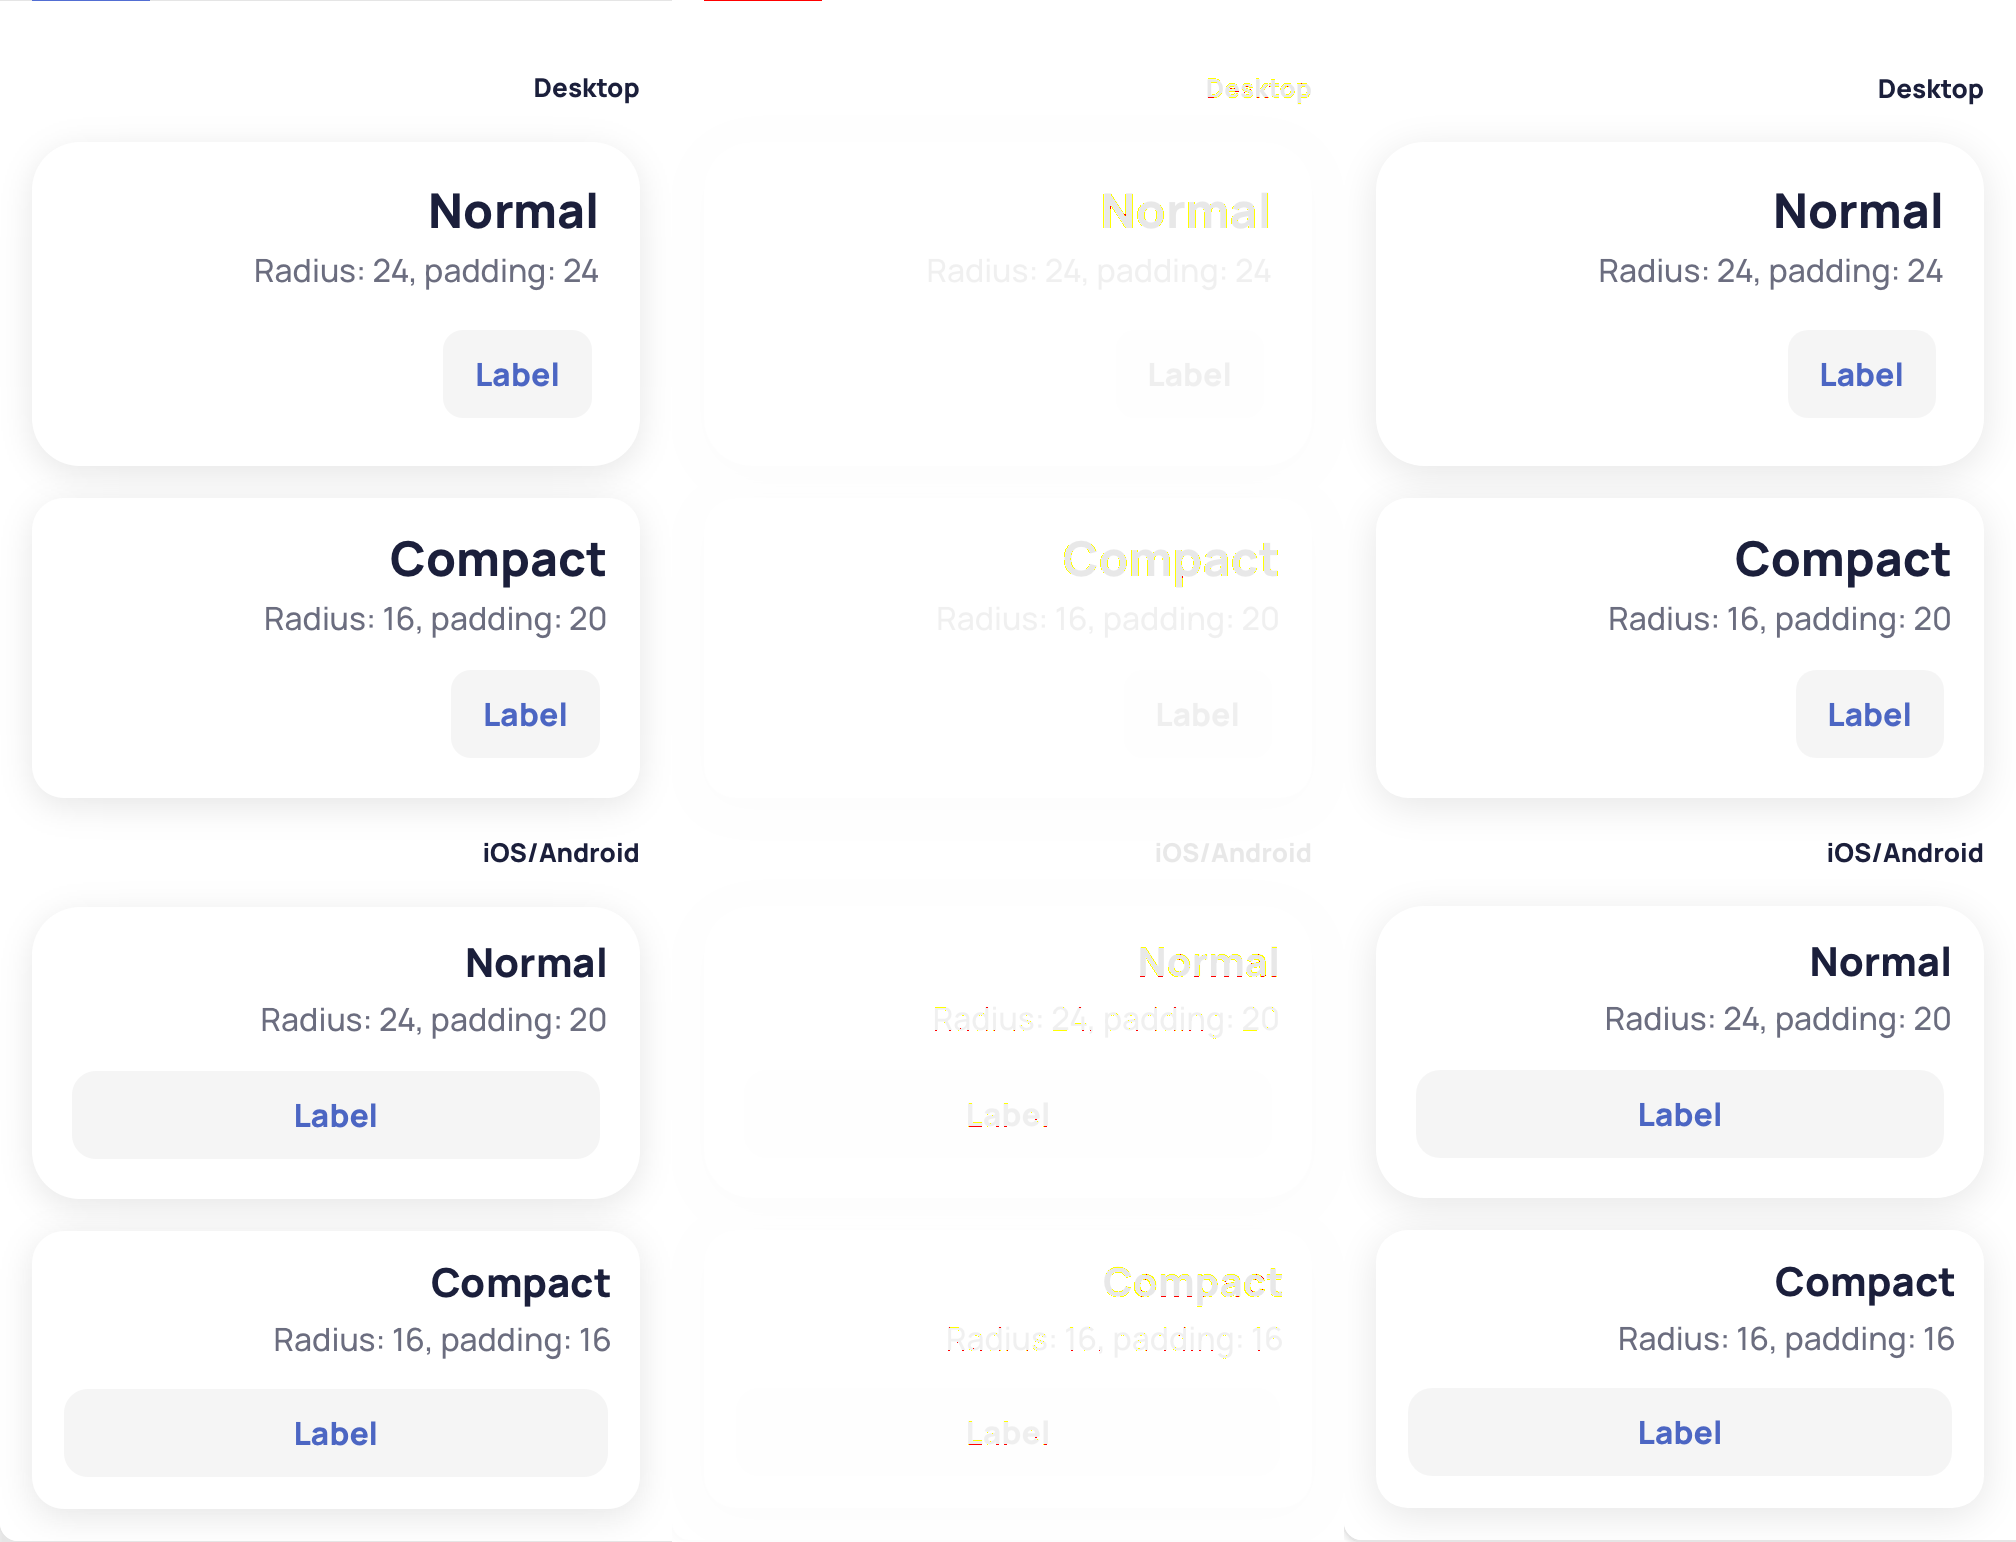 Desktop
Normal
Radius: 24, padding: 24
Label
Compact
Radius: 16, padding: 20
Label
iOS/Android
Normal
Radius: 24, padding: 20
Label
Compact
Radius: 16, padding: 16
Label
Desktop
Normal
Radius: 24, padding: 24
Label
Compact
Radius: 16, padding: 20
Label
iOS/Android
Normal
Radius: 24, padding: 20
Label
Compact
Radius: 16, padding: 16
Label
Desktop
Normal
Radius: 24, padding: 24
Label
Compact
Radius: 16, padding: 20
Label
iOS/Android
Normal
Radius: 24, padding: 20
Label
Compact
Radius: 16, padding: 16
Label